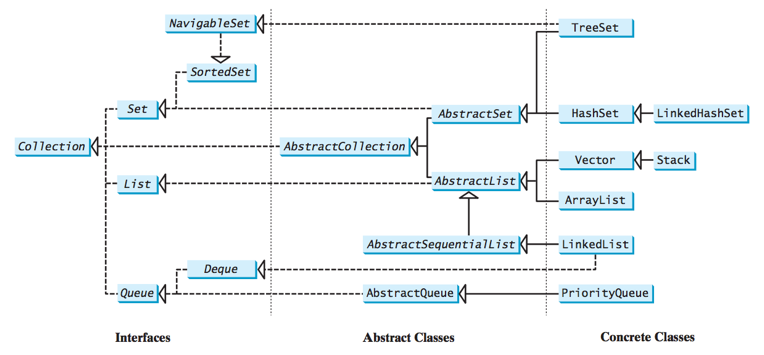 NavigableSet
TreeSet
SortedSet
Set
AbstractSet
HashSet
LinkedHashSet
Collection
AbstractCollection
Vector
Stack
List
AbstractList
ArrayList
AbstractSequentialList
LinkedList
Deque
Queue
AbstractQueue
PriorityQueue
Interfaces
Abstract Classes
Concrete Classes